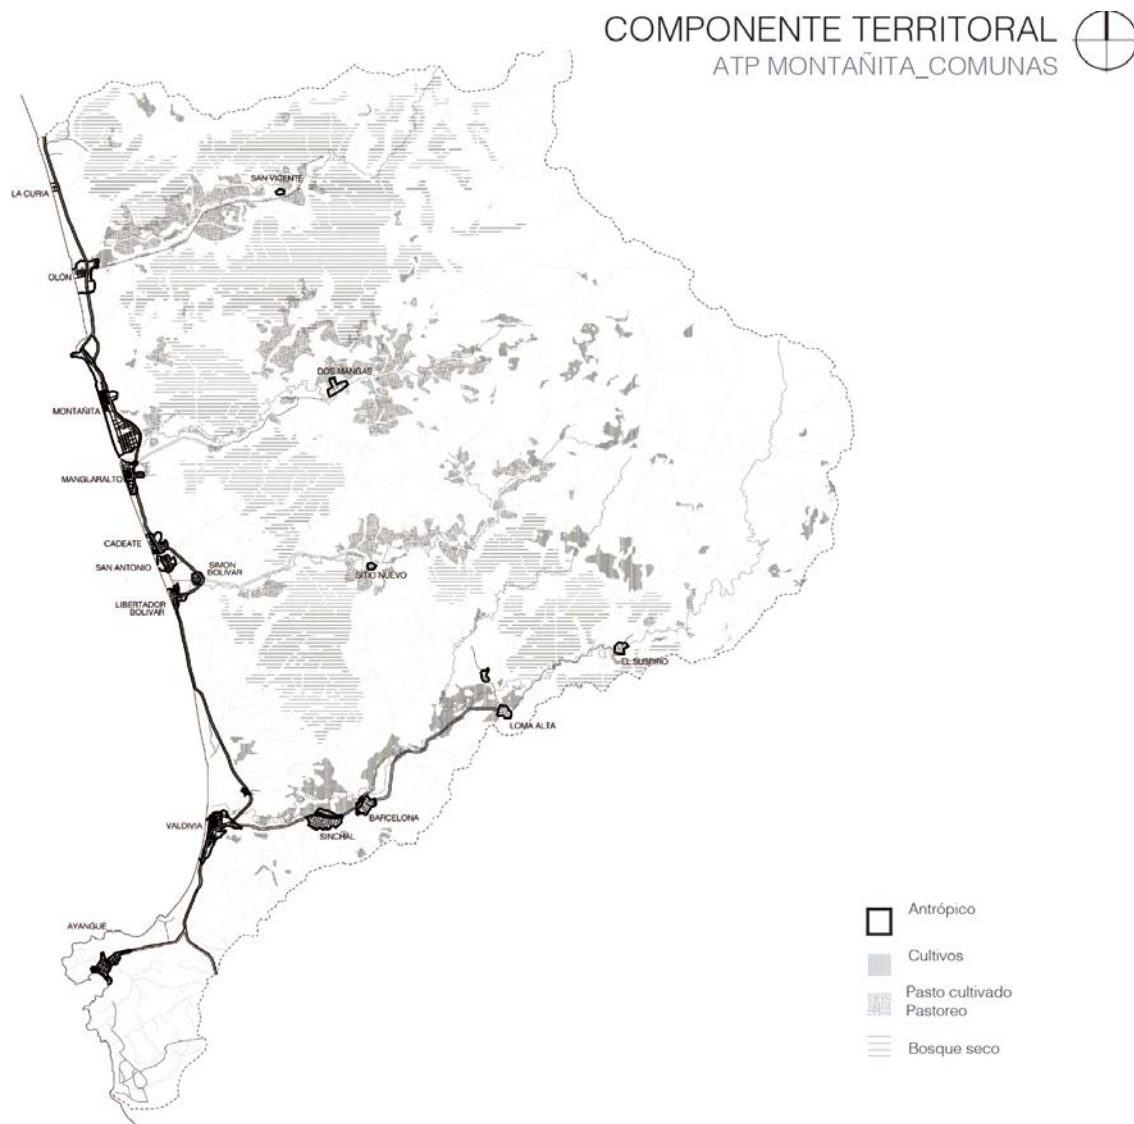 COMPONENTE TERRITORAL
ATP MONTAÑITA_COMUNAS
SAN VICENTE
LA CURIA
OLÓN
DOS MANGAS
MONTAÑITA
MANGLARALTO
CADEATE
SAN ANTONIO
SIMON
BOLÍVAR
SITIO NUEVO
LIBERTADOR
BOLIVAR
EL SUSPIRO
LOMA ALTA
BARCELONA
VALDIVIA
SINCHAL
AYANGUE
Antrópico
Cultivos
Pasto cultivado
Pastoreo
Bosque seco